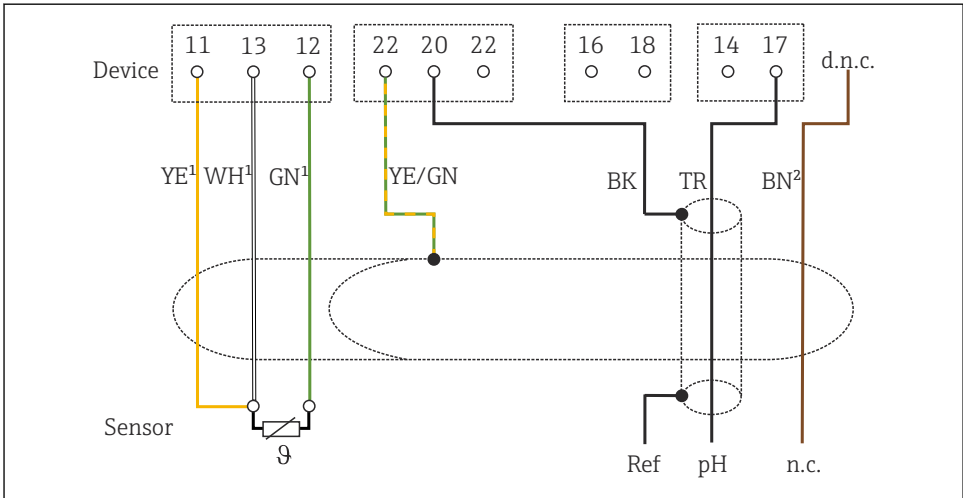 11 13 12 22 20 22 16 18 14 17
Device d.n.c.
YE¹ WH¹ GN¹ YE/GN BK TR BN²
Sensor
ϑ Ref pH n.c.